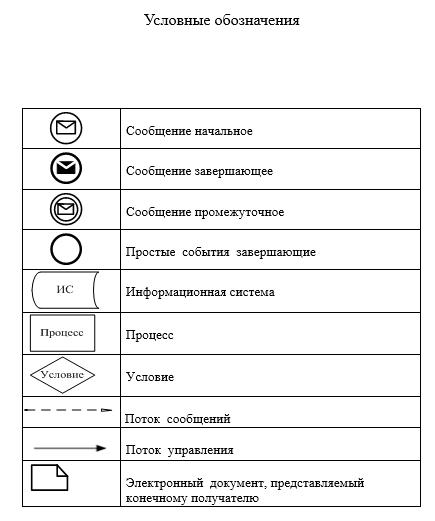 Условные обозначения
Сообщение начальное
Сообщение завершающее
Сообщение промежуточное
Простые события завершающие
ИС
Информационная система
Процесс
Процесс
Условие
Условие
Поток сообщений
Поток управления
Электронный документ, представляемый
конечному получателю